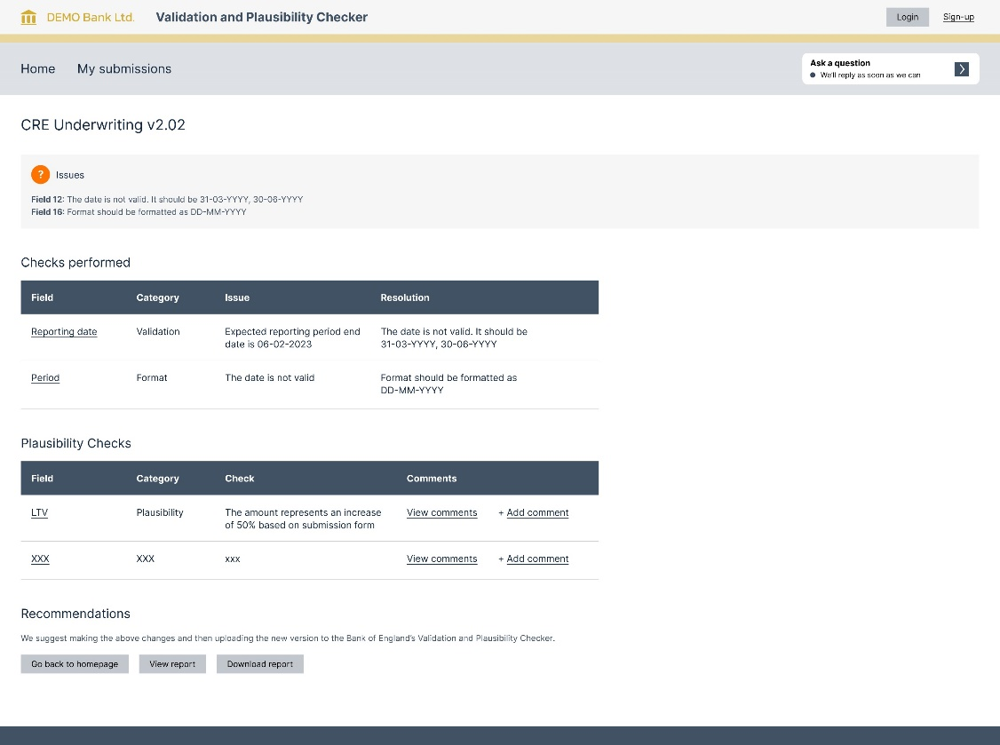 DEMO Bank Ltd. Validation and Plausibility Checker Login Sign-up
Home My submissions
Ask a question
We'll reply as soon as we can
CRE Underwriting v2.02
? Issues
Field 12: The date is not valid. It should be 31-03-YYYY, 30-06-YYYY
Field 16: Format should be formatted as DD-MM-YYYY
Checks performed
Field Category Issue Resolution
Reporting date Validation Expected reporting period end The date is not valid. It should be
date is 06-02-2023 31-03-YYYY, 30-06-YYYY
Period Format The date is not valid Format should be formatted as
DD-MM-YYYY
Plausibility Checks
Field Category Check Comments
LTV Plausibility The amount represents an increase View comments + Add comment
of 50% based on submission form
XXX XXX xxx View comments + Add comment
Recommendations
We suggest making the above changes and then uploading the new version to the Bank of England's Validation and Plausibility Checker.
Go back to homepage View report Download report